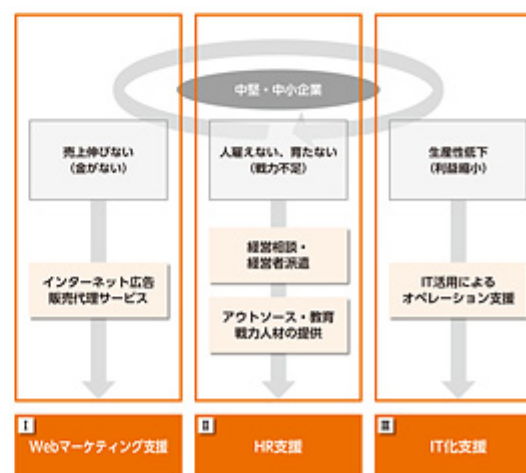 中堅・中小企業
売上伸びない
(金がない)
人雇えない、育たない
(戦力不足)
生産性低下
(利益縮小)
インターネット広告
販売代理サービス
経営相談・
経営者派遣
アウトソース・教育
戦力人材の提供
IT活用による
オペレーション支援
I
Webマーケティング支援
II
HR支援
III
IT化支援